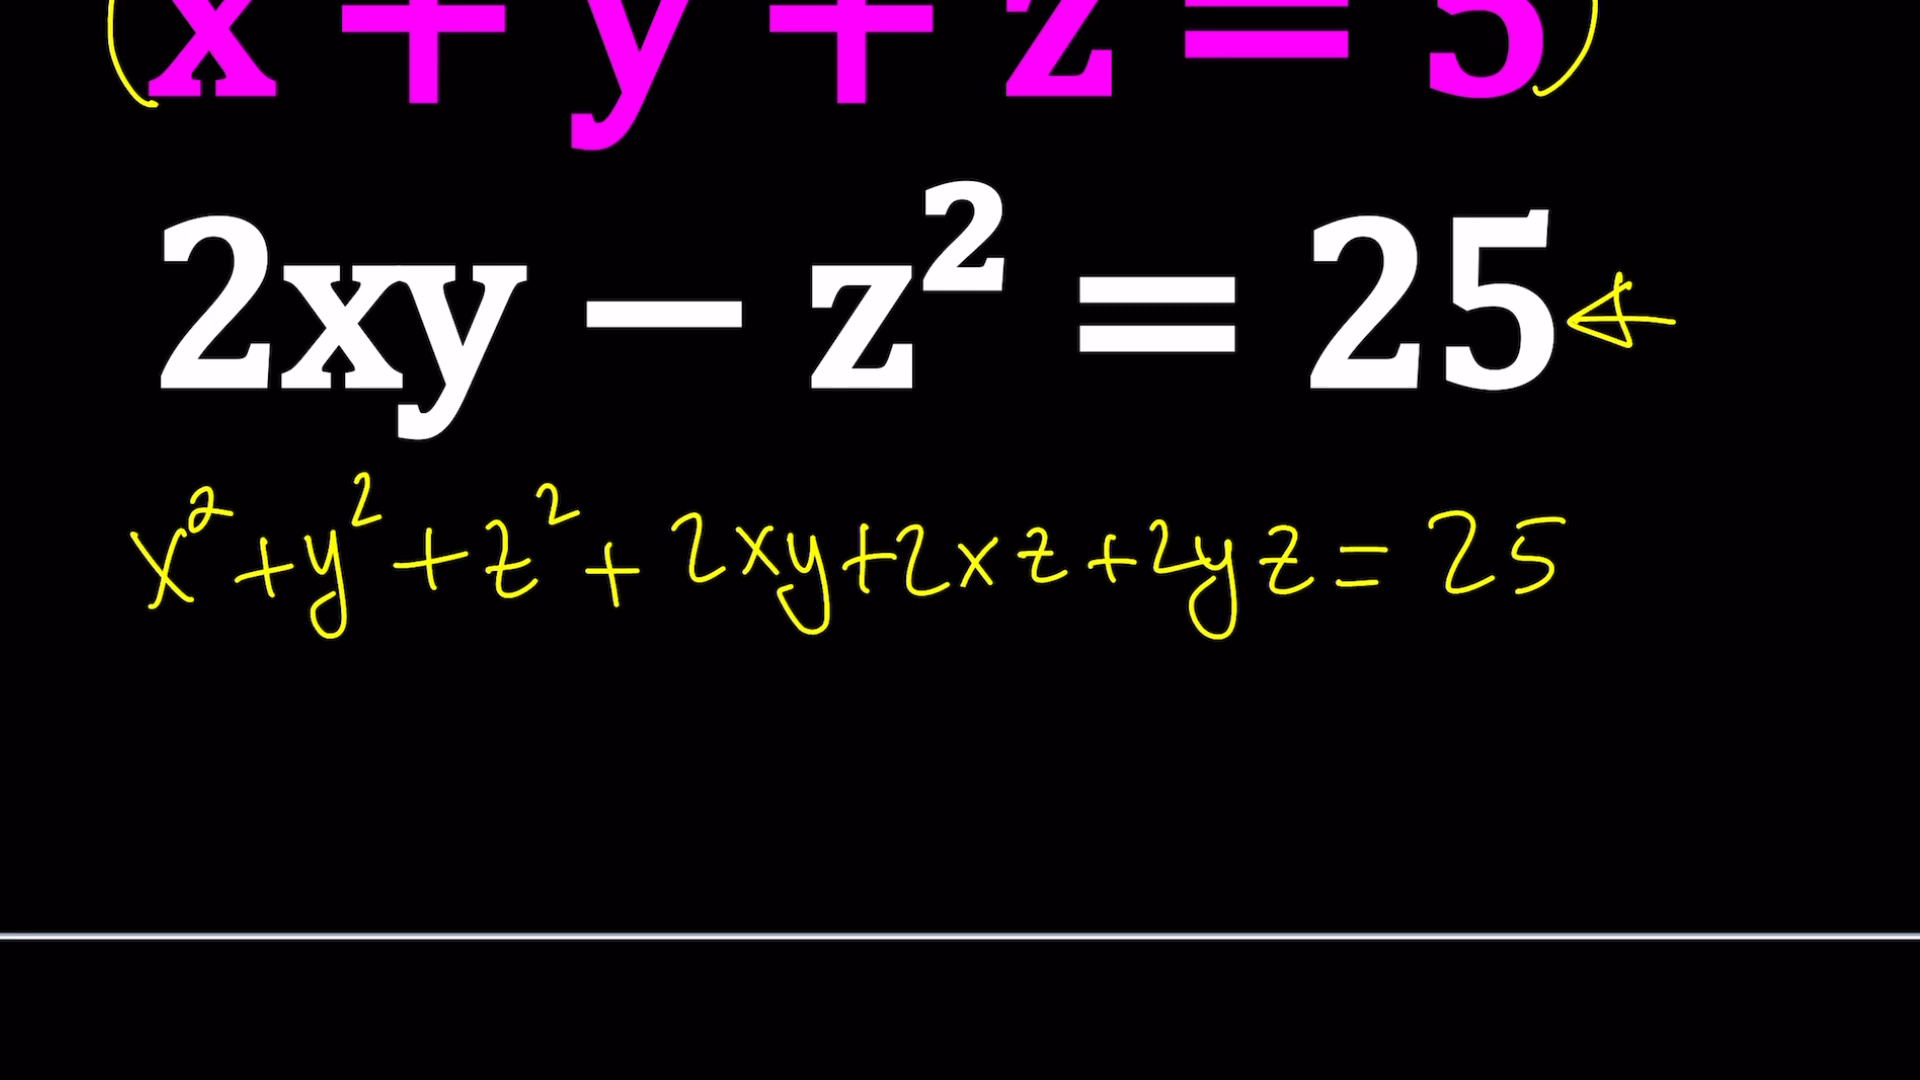 x + y + z = 5
2xy − z² = 25
x² + y² + z² + 2xy + 2xz + 2yz = 25